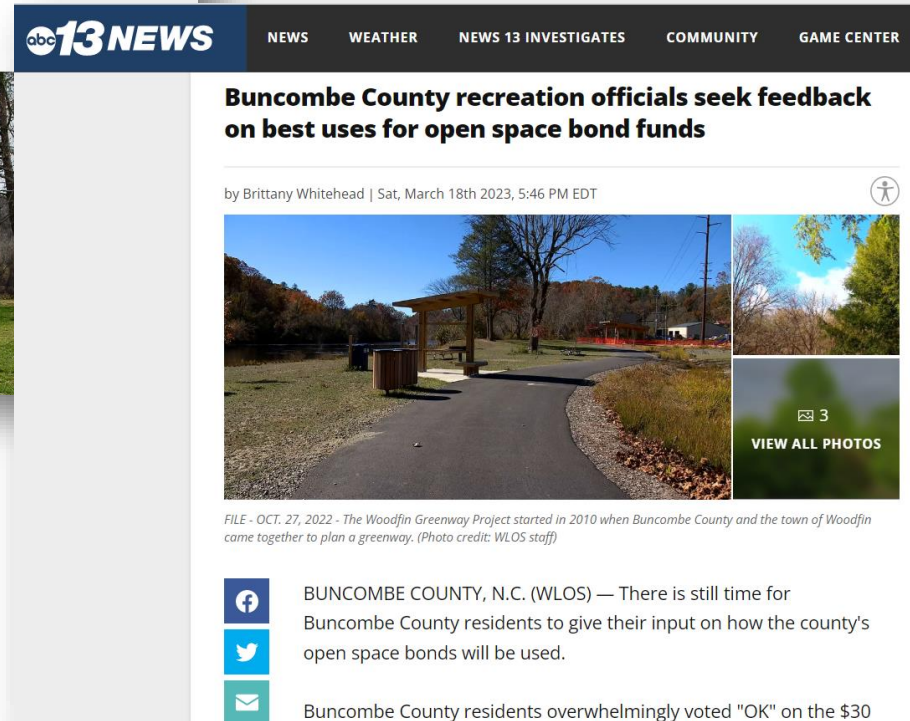 abc 13 NEWS
NEWS WEATHER NEWS 13 INVESTIGATES COMMUNITY GAME CENTER
Buncombe County recreation officials seek feedback
on best uses for open space bond funds
by Brittany Whitehead | Sat, March 18th 2023, 5:46 PM EDT
3
VIEW ALL PHOTOS
FILE - OCT. 27, 2022 - The Woodfin Greenway Project started in 2010 when Buncombe County and the town of Woodfin
came together to plan a greenway. (Photo credit: WLOS staff)
BUNCOMBE COUNTY, N.C. (WLOS) — There is still time for
Buncombe County residents to give their input on how the county's
open space bonds will be used.
Buncombe County residents overwhelmingly voted "OK" on the $30